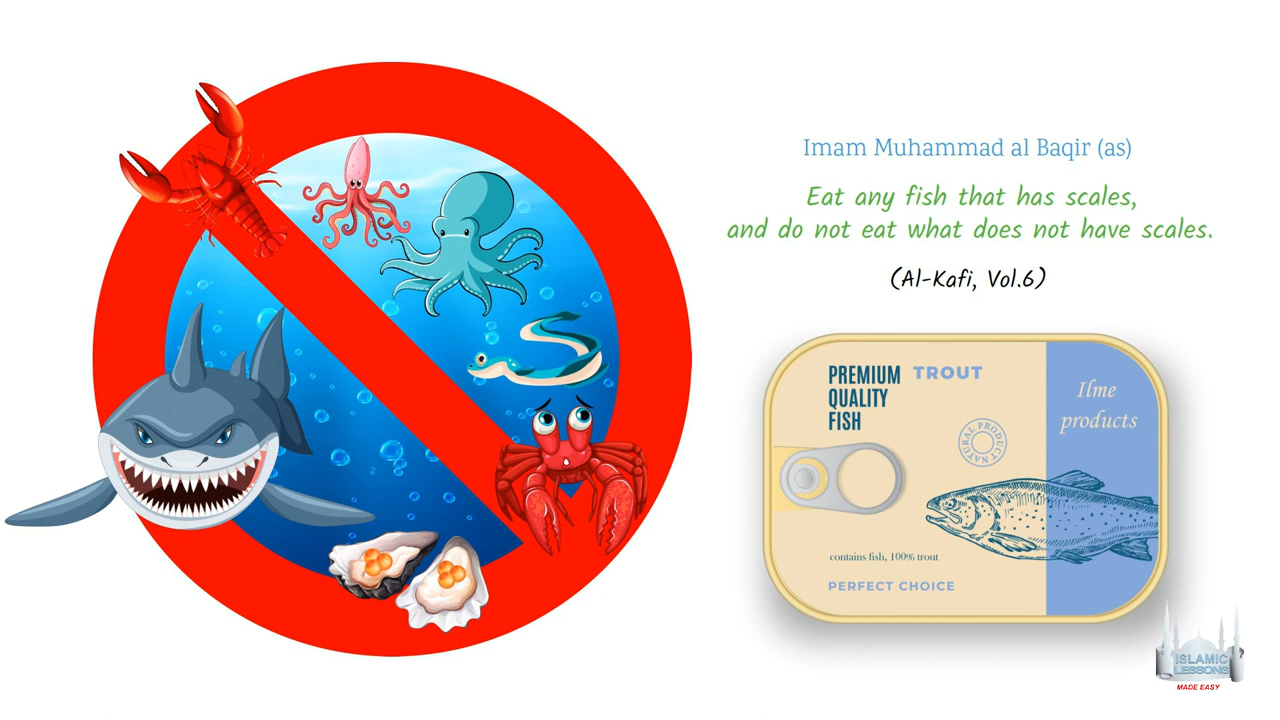 Imam Muhammad al Baqir (as)
Eat any fish that has scales,
and do not eat what does not have scales.
(Al-Kafi, Vol.6)
PREMIUM
QUALITY
FISH
TROUT
Ilme
products
NATURAL PRODUCT
contains fish, 100% trout
PERFECT CHOICE
ISLAMIC
LESSONS
MADE EASY